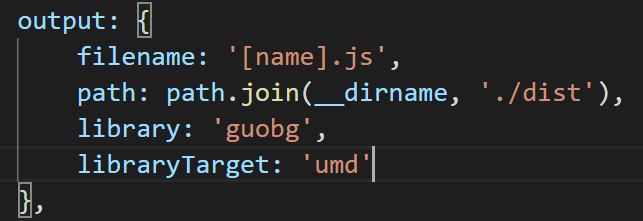 output: {
filename: '[name].js',
path: path.join(__dirname, './dist'),
library: 'guobg',
libraryTarget: 'umd'
},